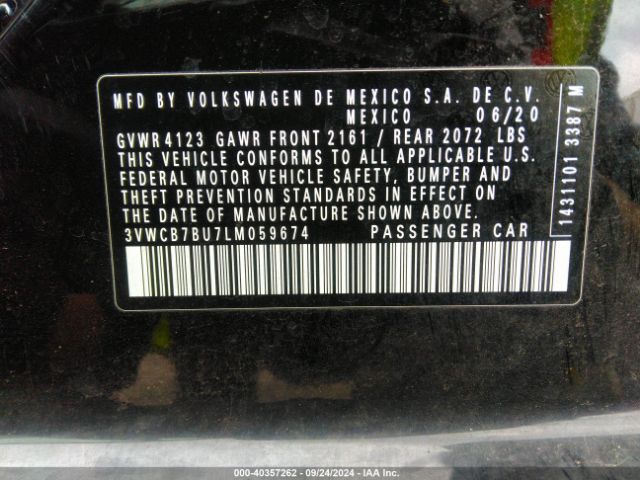 MFD BY VOLKSWAGEN DE MEXICO S.A. DE C.V.
MEXICO 06/20
GVWR 4123 GAWR FRONT 2161 / REAR 2072 LBS
THIS VEHICLE CONFORMS TO ALL APPLICABLE U.S.
FEDERAL MOTOR VEHICLE SAFETY, BUMPER AND
THEFT PREVENTION STANDARDS IN EFFECT ON
THE DATE OF MANUFACTURE SHOWN ABOVE.
3VWCB7BU7LM059674 PASSENGER CAR
1431101 3387 M
000-40357262 - 09/24/2024 - IAA Inc.